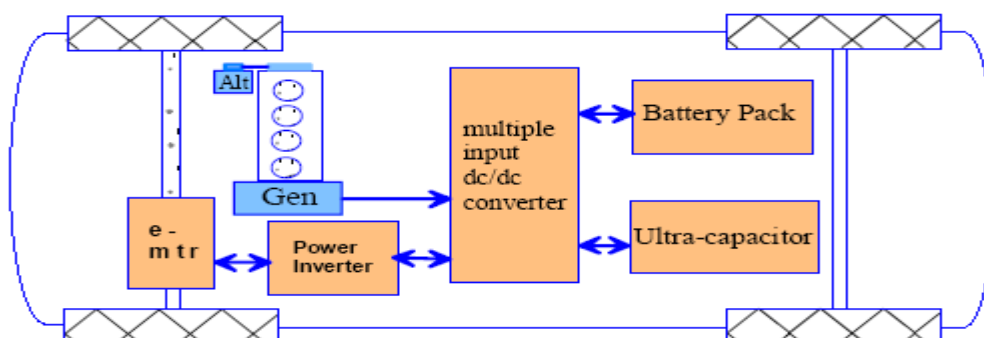 Alt
Gen
e -
m t r
Power
Inverter
multiple
input
dc/dc
converter
Battery Pack
Ultra-capacitor